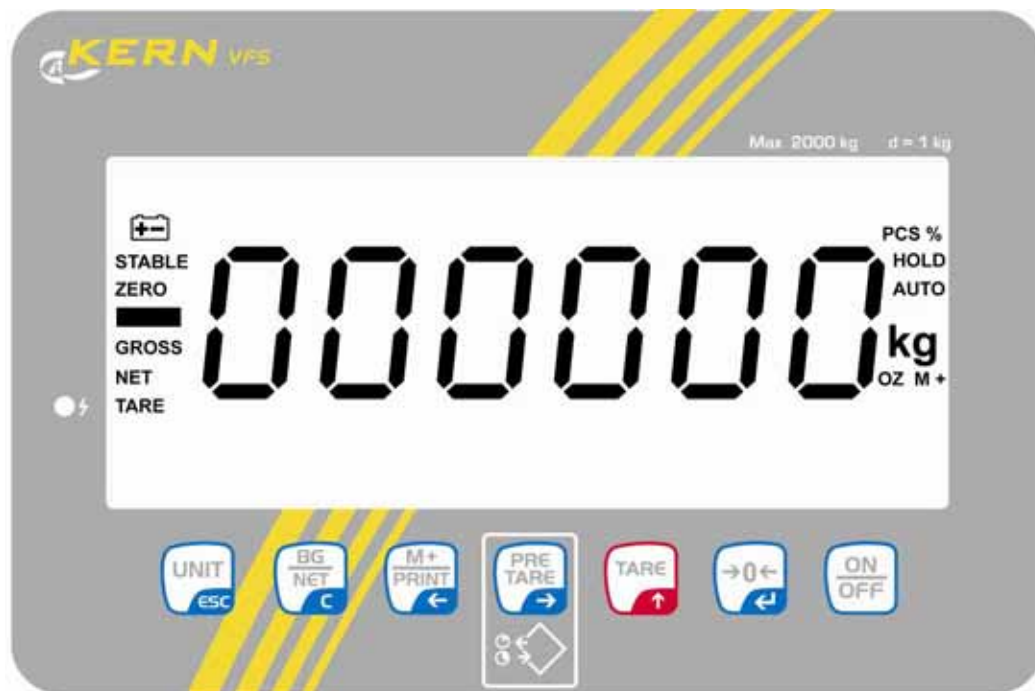 KERN VFS
Max 2000 kg d = 1 kg
STABLE
ZERO
GROSS
NET
TARE
000000
PCS %
HOLD
AUTO
kg
OZ M +
UNIT
ESC
BG
NET
C
M+
PRINT
←
PRE
TARE
→
TARE
↑
→0←
ON
OFF